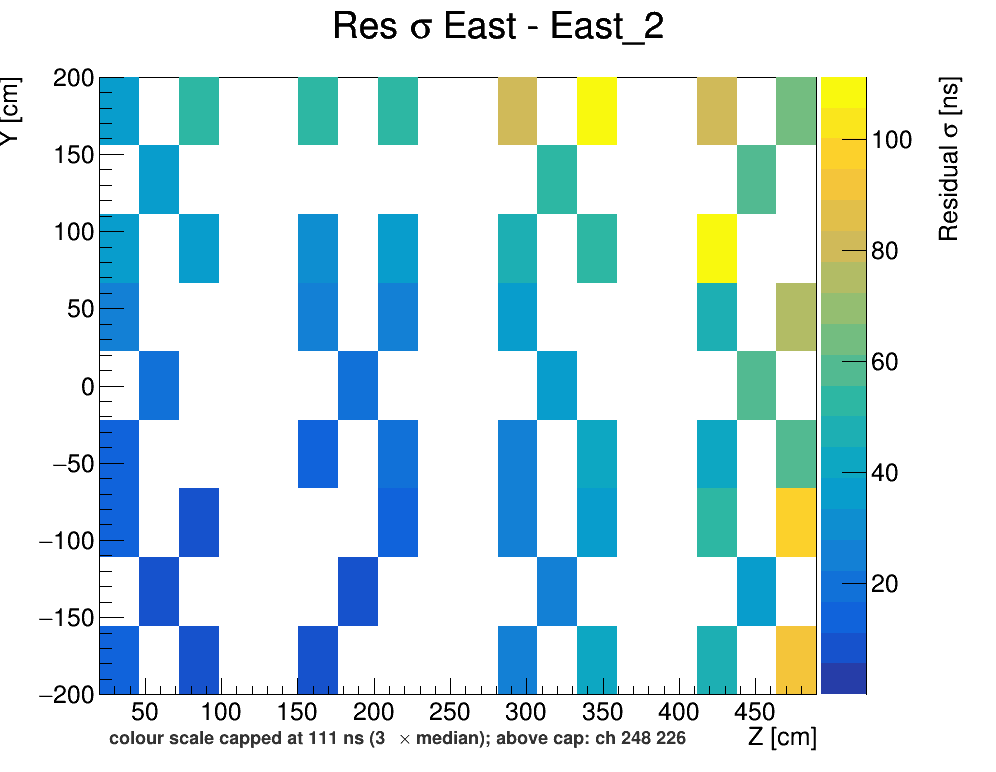 Res σ East - East_2
Y [cm]
200
150
100
50
0
−50
−100
−150
−200
50 100 150 200 250 300 350 400 450
Z [cm]
colour scale capped at 111 ns (3 × median); above cap: ch 248 226
100
80
60
40
20
Residual σ [ns]